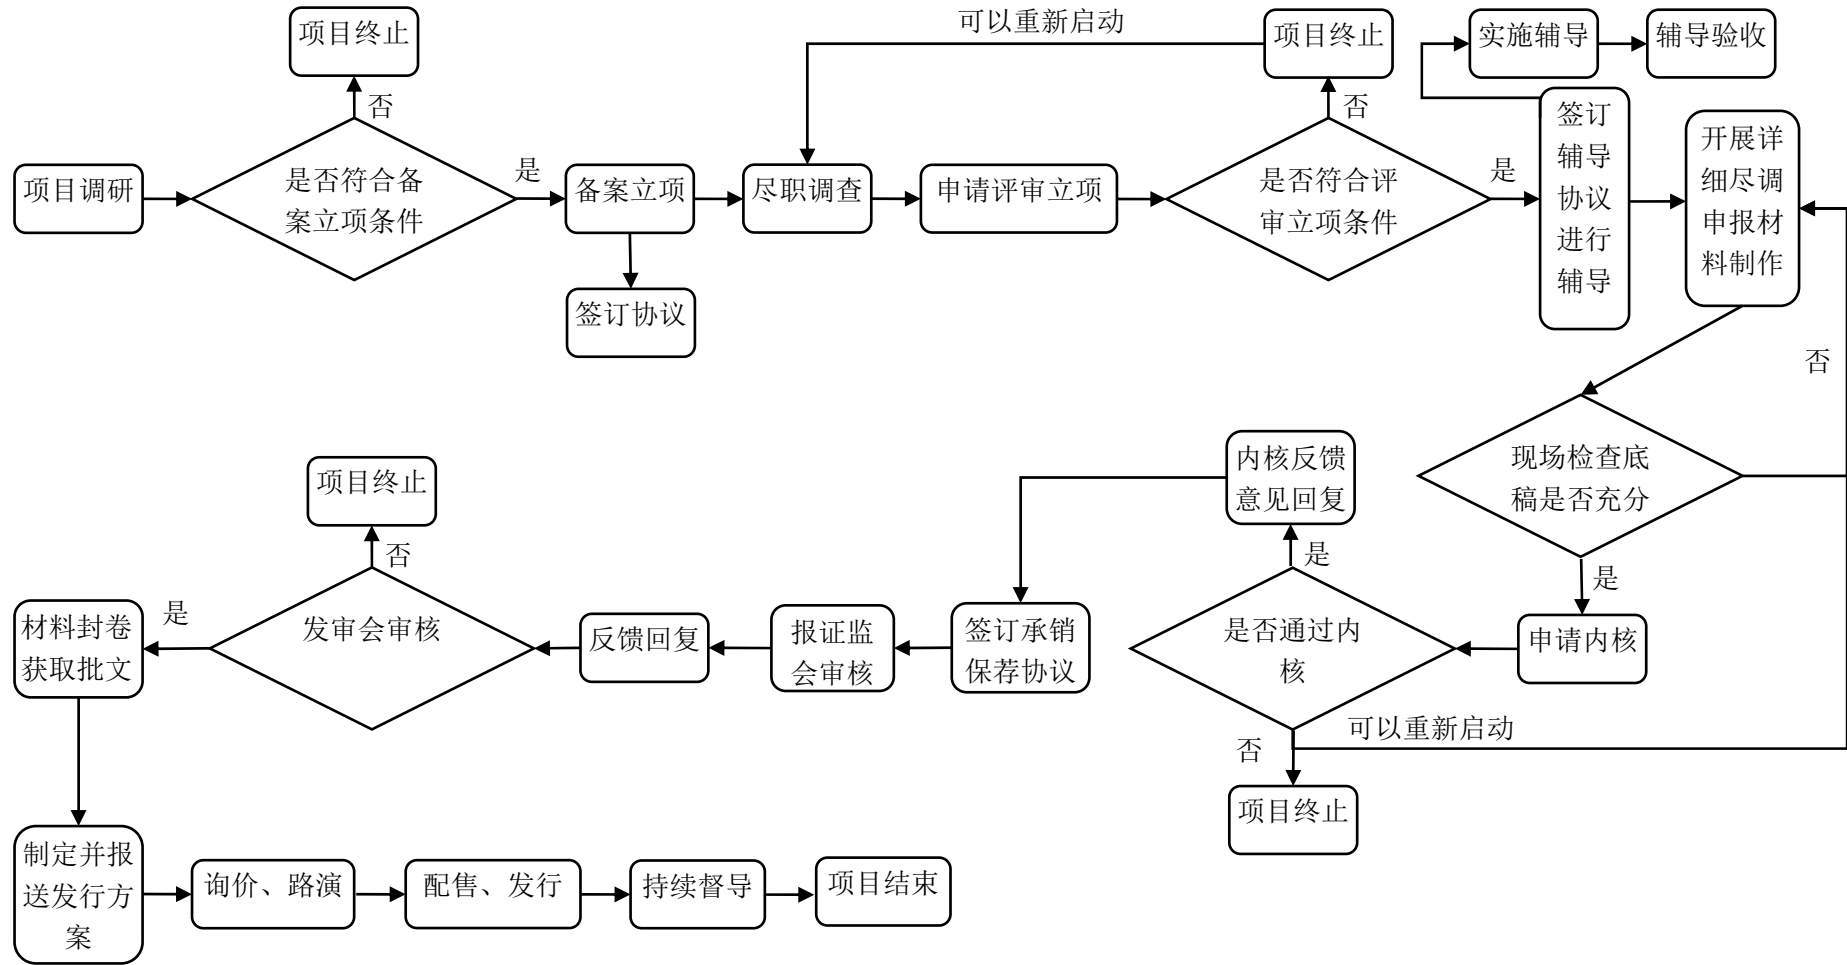 项目终止
否
项目调研
是否符合备
案立项条件
是
备案立项
签订协议
尽职调查
可以重新启动
申请评审立项
项目终止
否
是否符合评
审立项条件
是
实施辅导
辅导验收
签订
辅导
协议
进行
辅导
开展详
细尽调
申报材
料制作
否
现场检查底
稿是否充分
是
申请内核
内核反馈
意见回复
是
是否通过内
核
可以重新启动
否
项目终止
签订承销
保荐协议
报证监
会审核
反馈回复
项目终止
否
发审会审核
是
材料封卷
获取批文
制定并报
送发行方
案
询价、路演
配售、发行
持续督导
项目结束